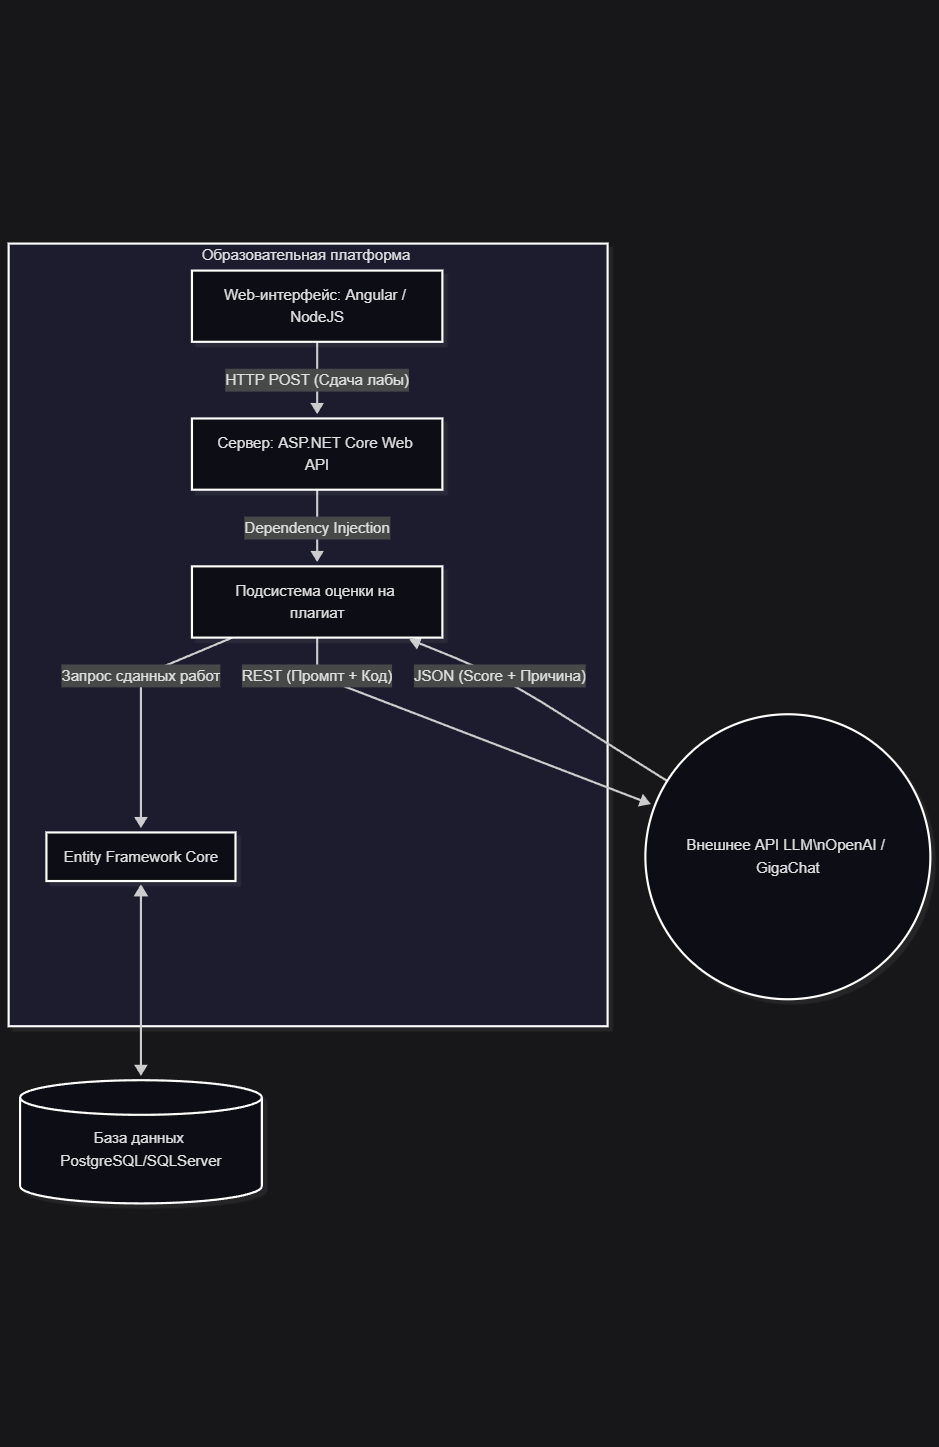 Образовательная платформа
Web-интерфейс: Angular /
NodeJS
HTTP POST (Сдача лабы)
Сервер: ASP.NET Core Web
API
Dependency Injection
Подсистема оценки на
плагиат
Запрос сданных работ
REST (Промпт + Код)
JSON (Score + Причина)
Внешнее API LLM\nOpenAI /
GigaChat
Entity Framework Core
База данных
PostgreSQL/SQLServer